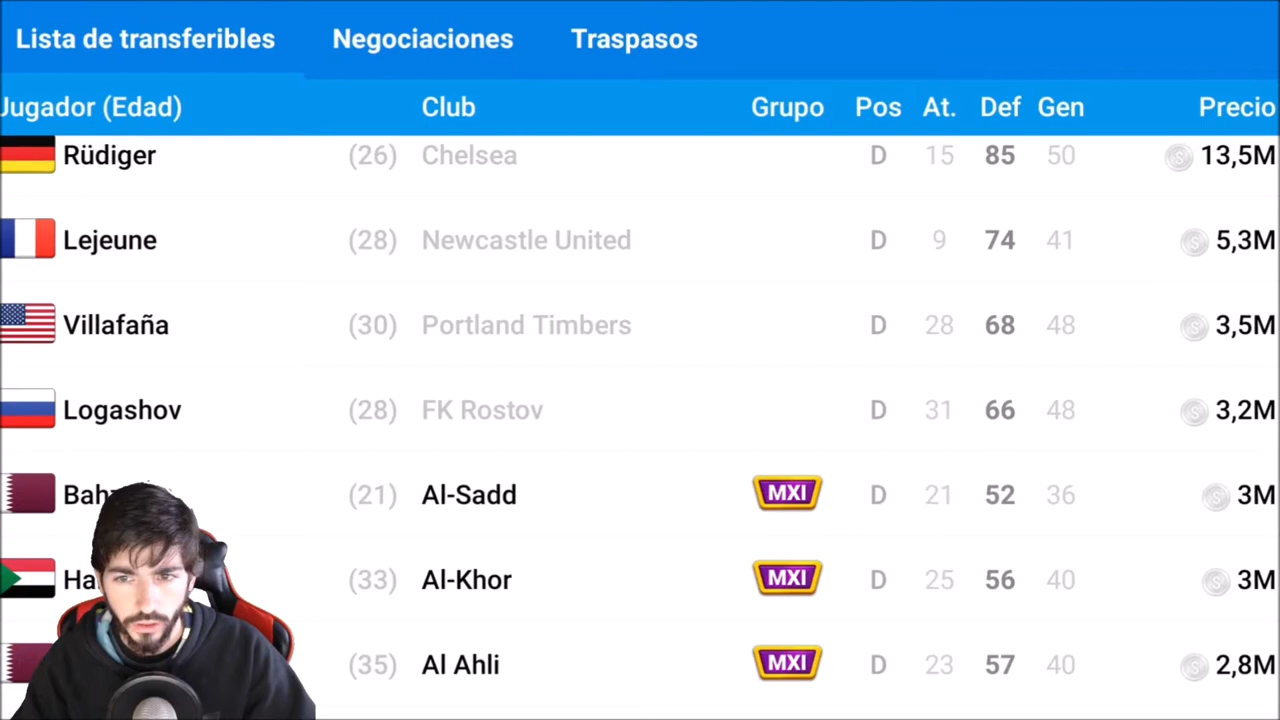 Lista de transferibles Negociaciones Traspasos
Jugador (Edad) Club Grupo Pos At. Def Gen Precio
Rüdiger (26) Chelsea D 15 85 50 13,5M
Lejeune (28) Newcastle United D 9 74 41 5,3M
Villafaña (30) Portland Timbers D 28 68 48 3,5M
Logashov (28) FK Rostov D 31 66 48 3,2M
(21) Al-Sadd MXI D 21 52 36 3M
(33) Al-Khor MXI D 25 56 40 3M
(35) Al Ahli MXI D 23 57 40 2,8M